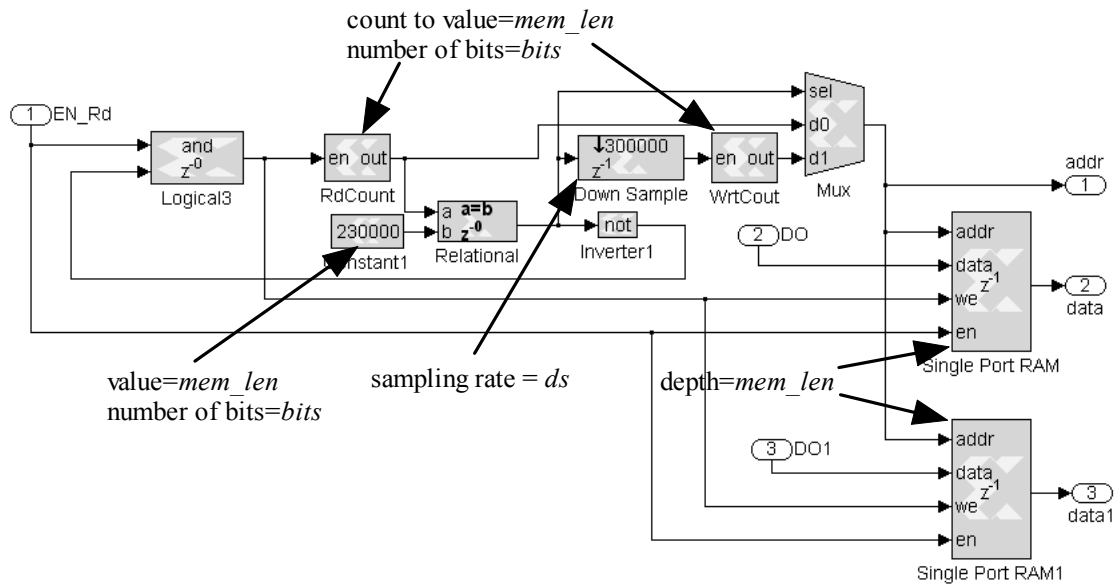 count to value=mem_len
number of bits=bits
1 EN_Rd
and
z-0
Logical3
en out
RdCount
↓300000
z-1
Down Sample
en out
WrtCout
sel
d0
d1
Mux
addr
1
230000
a a=b
b z-0
Relational
not
Inverter1
2 DO
addr
data
z-1
we
en
Single Port RAM
2
data
value=mem_len
number of bits=bits
sampling rate = ds
depth=mem_len
3 DO1
addr
data
z-1
we
en
Single Port RAM1
3
data1